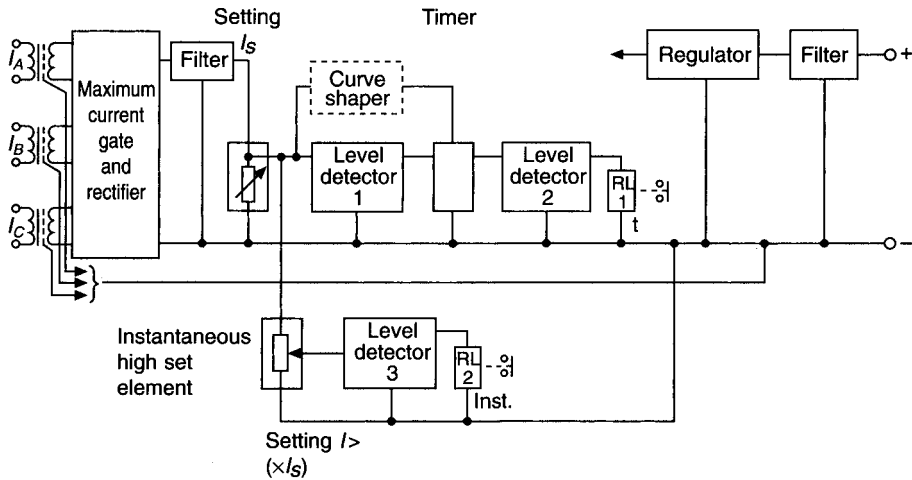 Setting
I_S
Timer
I_A
I_B
I_C
Maximum
current
gate
and
rectifier
Filter
Curve
shaper
Level
detector
1
Level
detector
2
RL
1
t
Regulator
Filter
+
−
Instantaneous
high set
element
Level
detector
3
RL
2
Inst.
Setting I>
(×I_S)